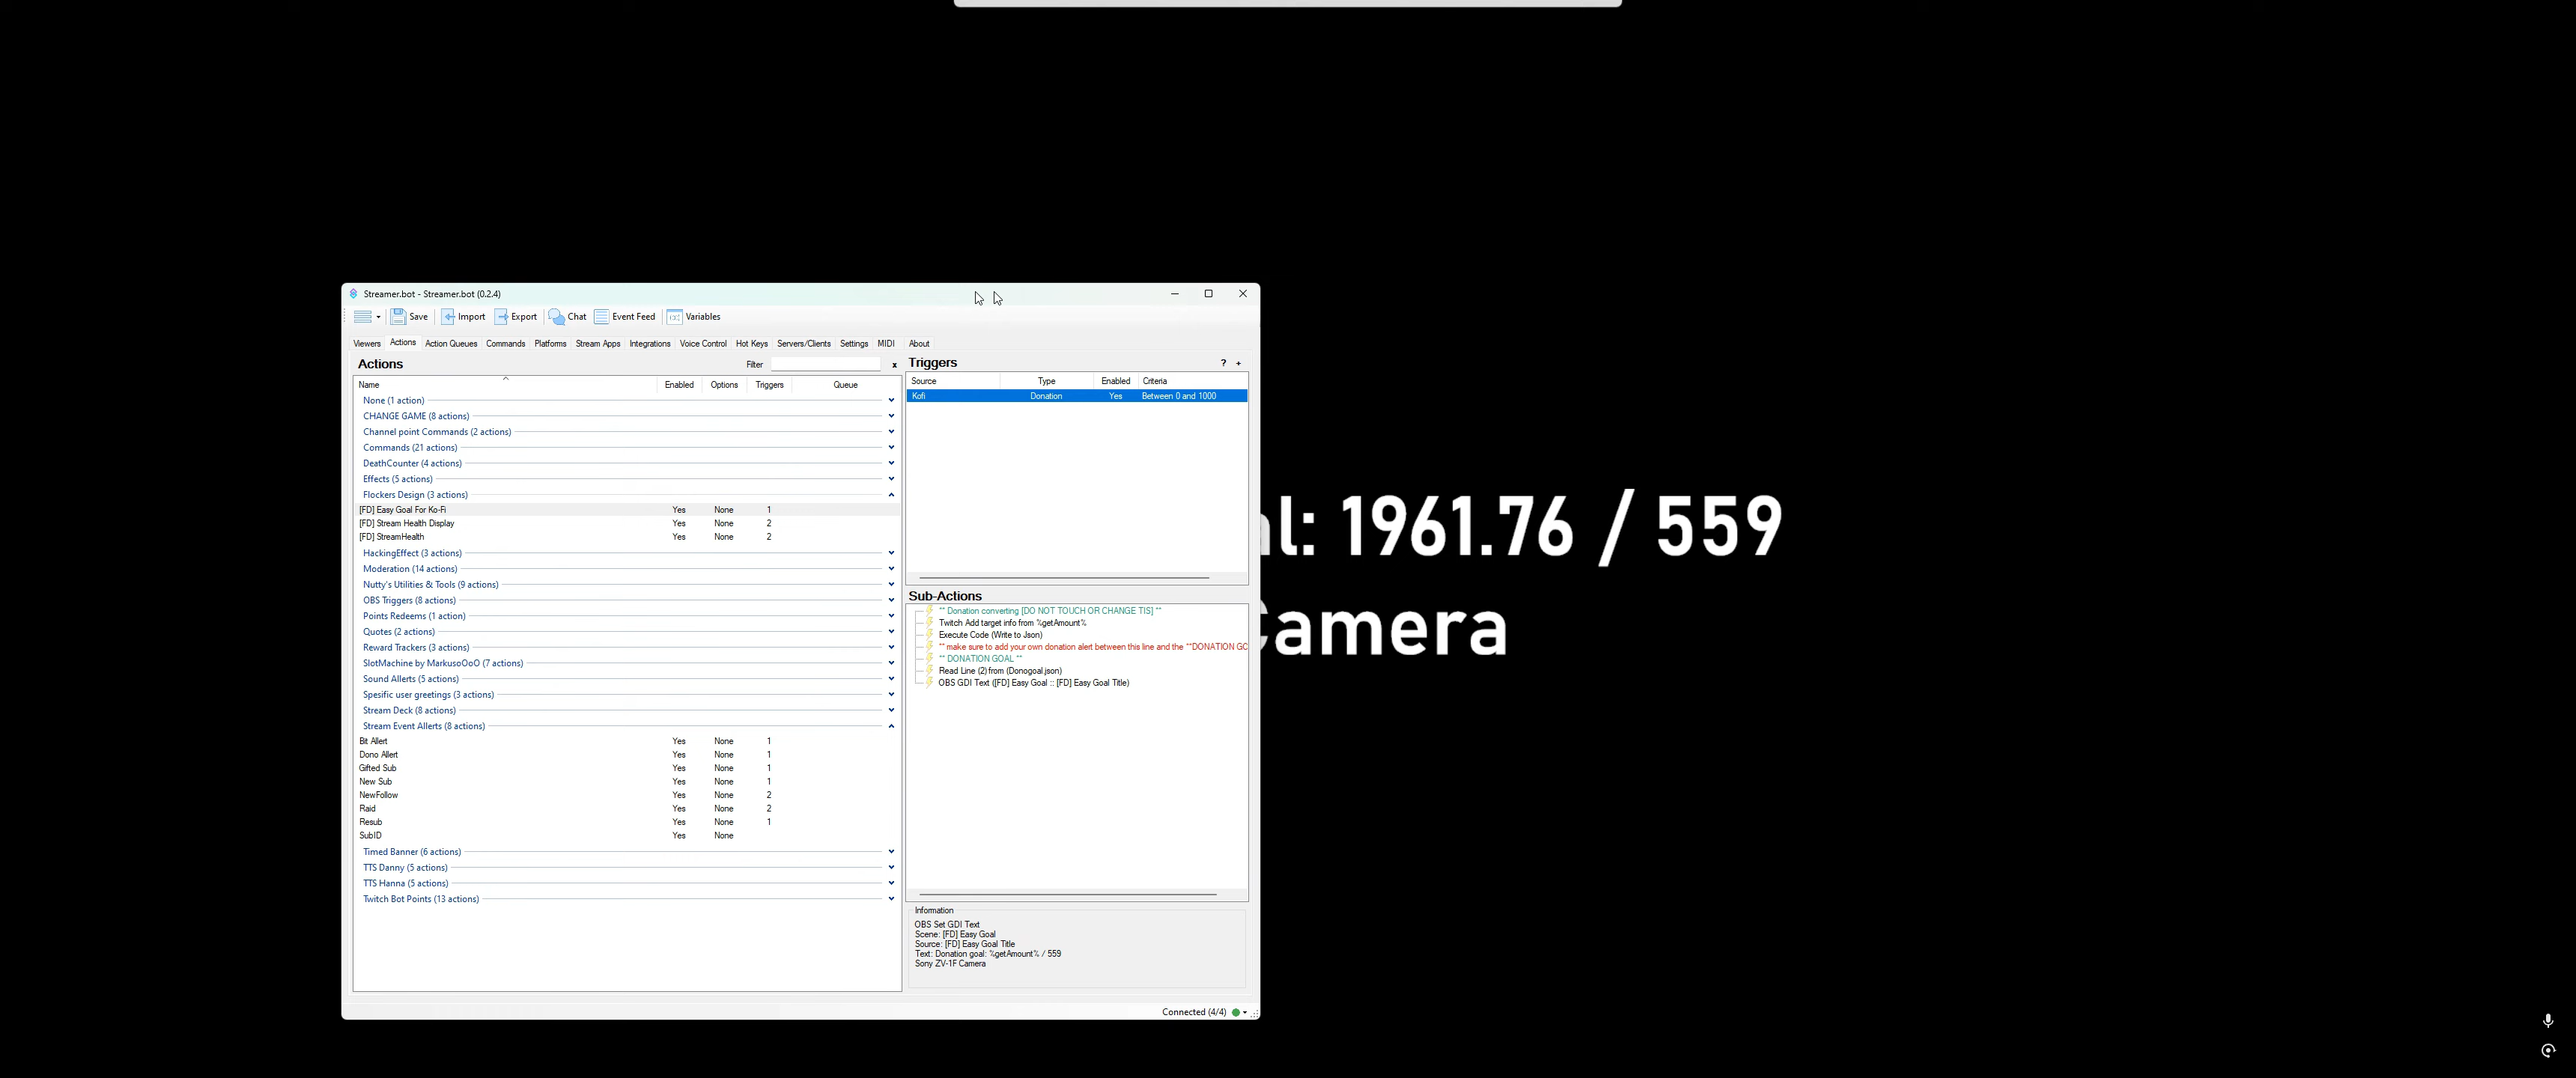 Streamer.bot - Streamer.bot (0.2.4)
Save Import Export Chat Event Feed Variables
Viewers Actions Action Queues Commands Platforms Stream Apps Integrations Voice Control Hot Keys Servers/Clients Settings MIDI About
Actions
Filter
x
Name Enabled Options Triggers Queue
None (1 action)
CHANGE GAME (8 actions)
Channel point Commands (2 actions)
Commands (21 actions)
DeathCounter (4 actions)
Effects (5 actions)
Flockers Design (3 actions)
[FD] Easy Goal For Ko-Fi Yes None 1
[FD] Stream Health Display Yes None 2
[FD] StreamHealth Yes None 2
HackingEffect (3 actions)
Moderation (14 actions)
Nutty's Utilities & Tools (9 actions)
OBS Triggers (8 actions)
Points Redeems (1 action)
Quotes (2 actions)
Reward Trackers (3 actions)
SlotMachine by MarkusoOoO (7 actions)
Sound Allerts (5 actions)
Spesific user greetings (3 actions)
Stream Deck (8 actions)
Stream Event Allerts (8 actions)
Bit Allert Yes None 1
Dono Allert Yes None 1
Gifted Sub Yes None 1
New Sub Yes None 1
NewFollow Yes None 2
Raid Yes None 2
Resub Yes None 1
SubID Yes None
Timed Banner (6 actions)
TTS Danny (5 actions)
TTS Hanna (5 actions)
Twitch Bot Points (13 actions)
Triggers
? +
Source Type Enabled Criteria
Kofi Donation Yes Between 0 and 1000
Sub-Actions
** Donation converting [DO NOT TOUCH OR CHANGE TIS] **
Twitch Add target info from %getAmount%
Execute Code (Write to Json)
** make sure to add your own donation alert between this line and the **DONATION GO
** DONATION GOAL **
Read Line (2) from (Donogoal.json)
OBS GDI Text ([FD] Easy Goal :: [FD] Easy Goal Title)
Information
OBS Set GDI Text
Scene: [FD] Easy Goal
Source: [FD] Easy Goal Title
Text: Donation goal: %getAmount% / 559
Sony ZV-1F Camera
Connected (4/4)
al: 1961.76 / 559
Camera